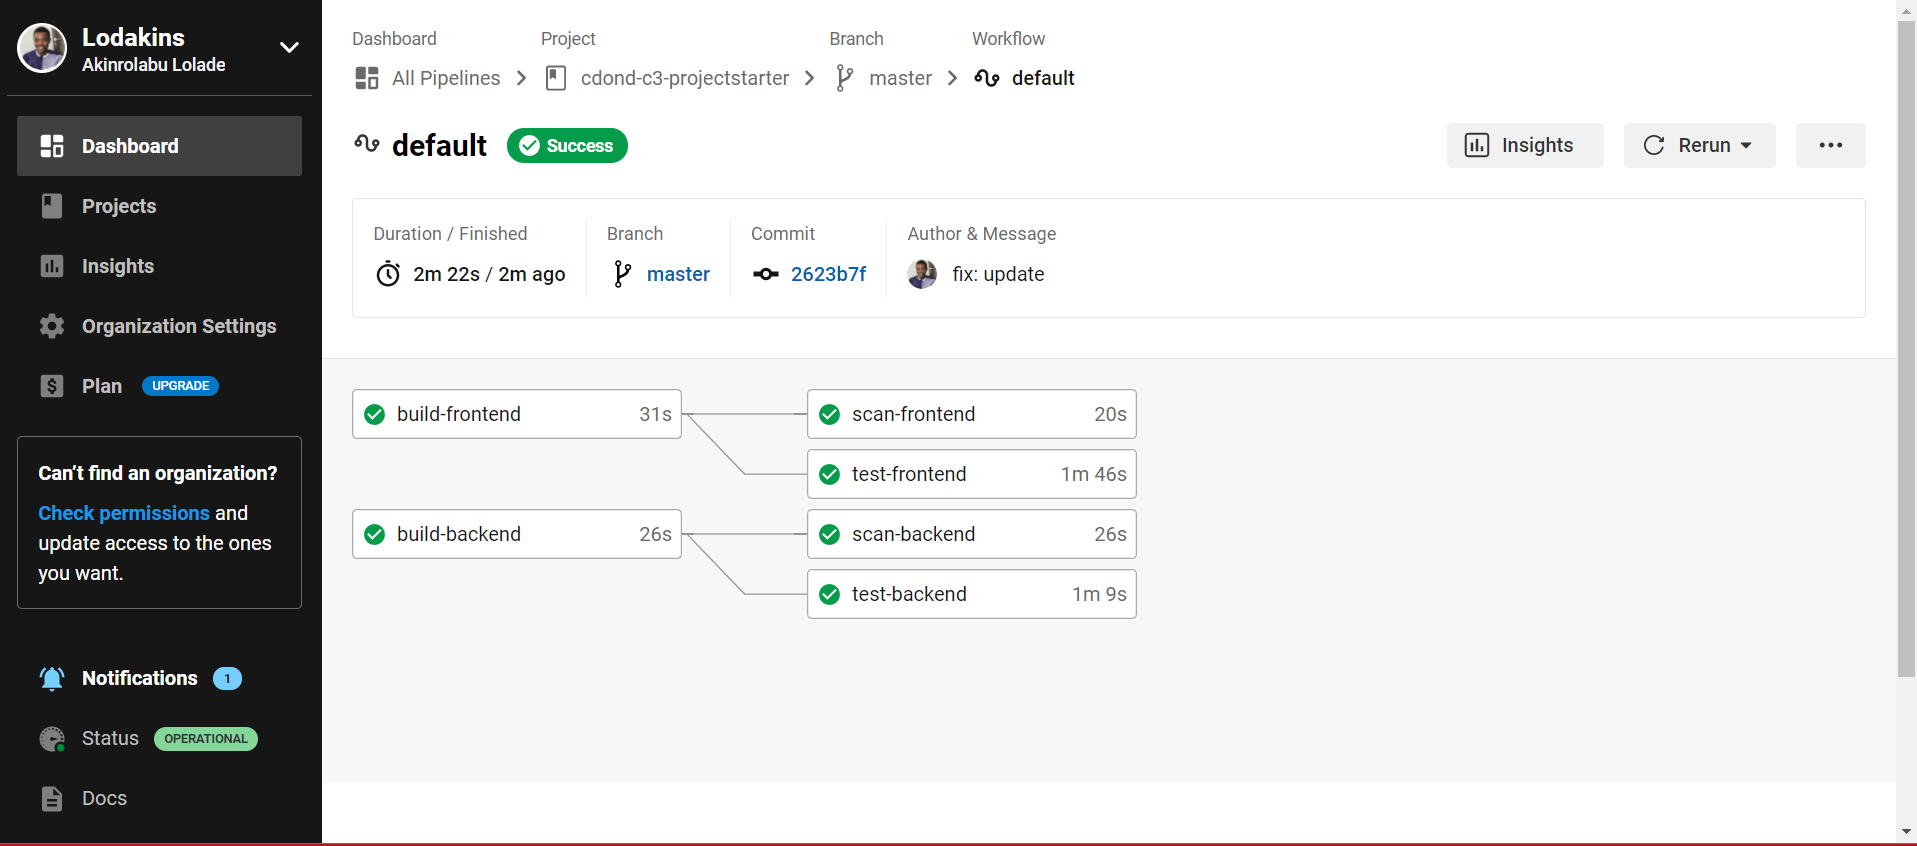 Lodakins
Akinrolabu Lolade
Dashboard
Projects
Insights
Organization Settings
Plan UPGRADE
Can’t find an organization?
Check permissions and
update access to the ones
you want.
Notifications 1
Status OPERATIONAL
Docs
Dashboard Project Branch Workflow
All Pipelines cdond-c3-projectstarter master default
default Success Insights Rerun
Duration / Finished Branch Commit Author & Message
2m 22s / 2m ago master 2623b7f fix: update
build-frontend 31s scan-frontend 20s
test-frontend 1m 46s
build-backend 26s scan-backend 26s
test-backend 1m 9s